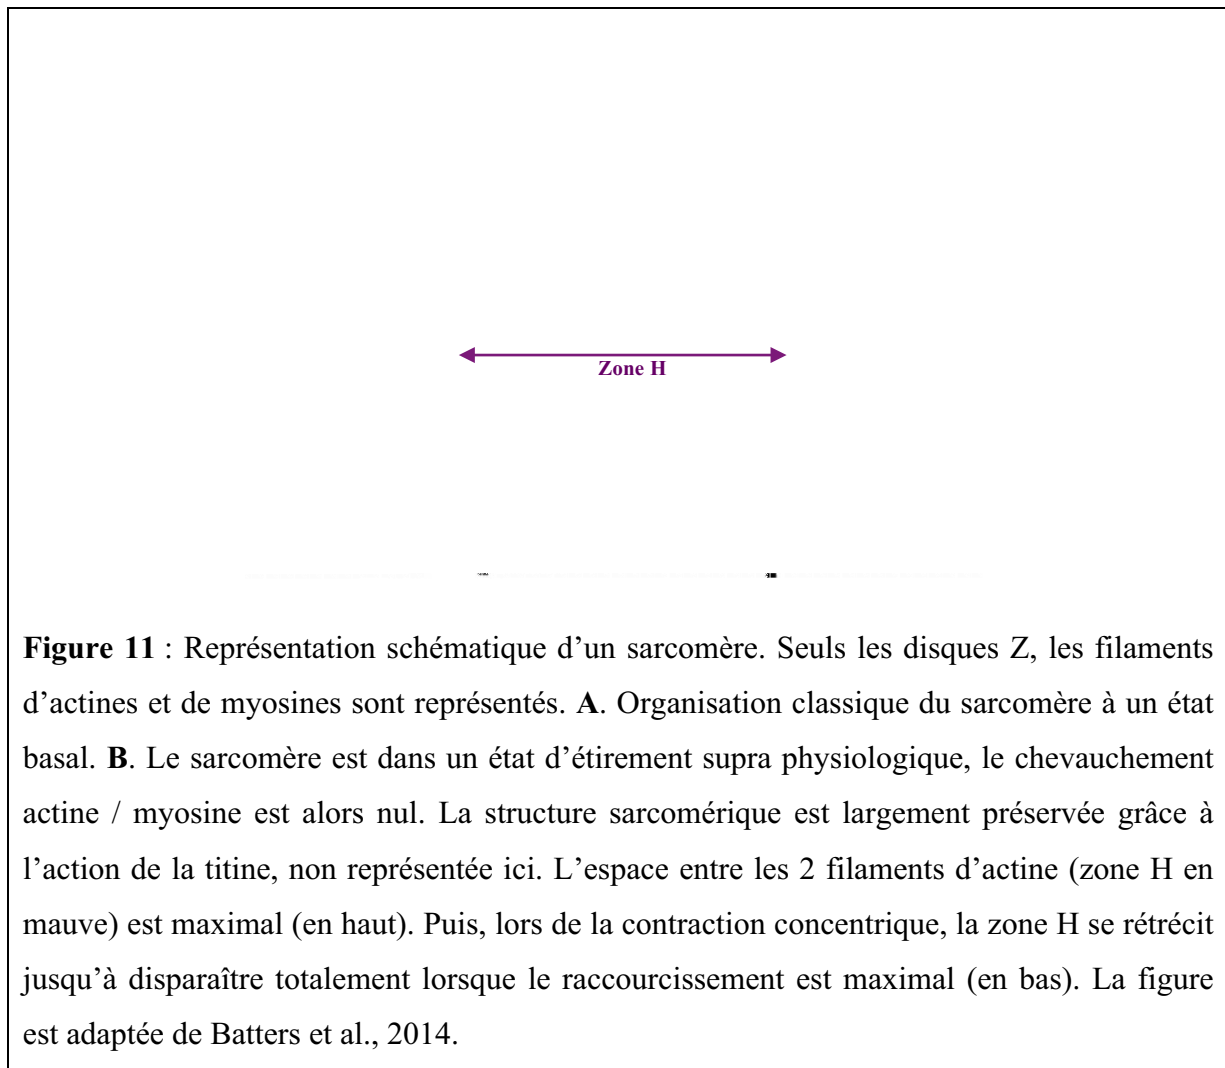 Zone H
Figure 11 : Représentation schématique d’un sarcomère. Seuls les disques Z, les filaments
d’actines et de myosines sont représentés. A. Organisation classique du sarcomère à un état
basal. B. Le sarcomère est dans un état d’étirement supra physiologique, le chevauchement
actine / myosine est alors nul. La structure sarcomérique est largement préservée grâce à
l’action de la titine, non représentée ici. L’espace entre les 2 filaments d’actine (zone H en
mauve) est maximal (en haut). Puis, lors de la contraction concentrique, la zone H se rétrécit
jusqu’à disparaître totalement lorsque le raccourcissement est maximal (en bas). La figure
est adaptée de Batters et al., 2014.